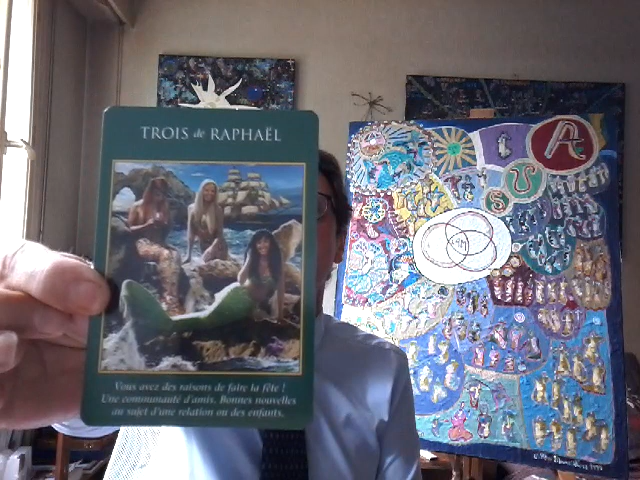 TROIS de RAPHAËL
Vous avez des raisons de faire la fête !
Une communauté d'amis. Bonnes nouvelles
au sujet d'une relation ou des enfants.
A
t
U
S